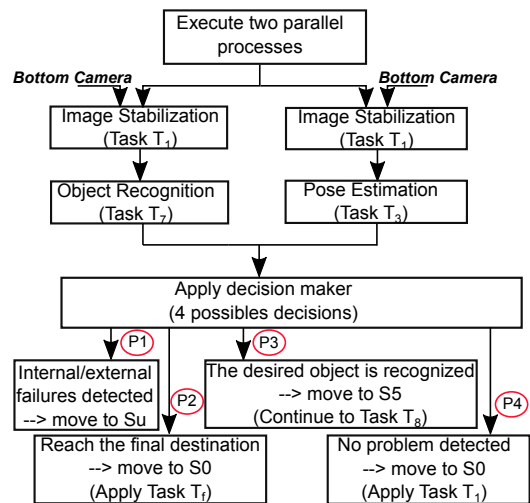 Execute two parallel
processes
Bottom Camera
Bottom Camera
Image Stabilization
(Task T1)
Image Stabilization
(Task T1)
Object Recognition
(Task T7)
Pose Estimation
(Task T3)
Apply decision maker
(4 possibles decisions)
P1
P2
P3
P4
Internal/external
failures detected
--> move to Su
The desired object is recognized
--> move to S5
(Continue to Task T8)
Reach the final destination
--> move to S0
(Apply Task Tf)
No problem detected
--> move to S0
(Apply Task T1)